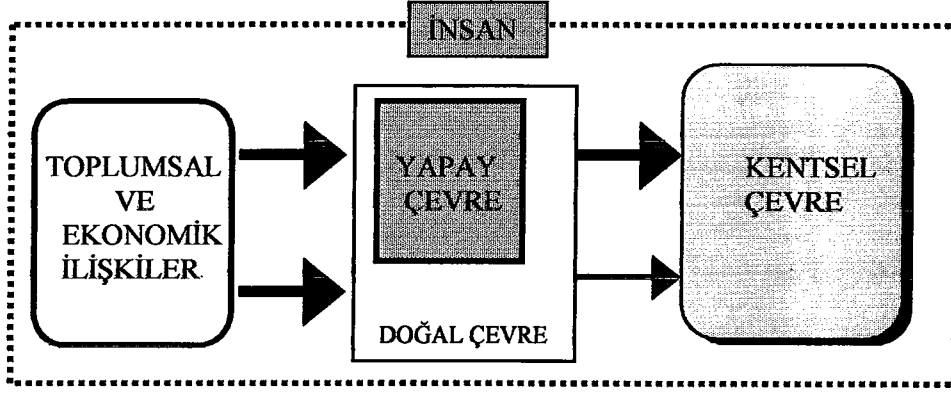 İNSAN
TOPLUMSAL
VE
EKONOMİK
İLİŞKİLER
YAPAY
ÇEVRE
DOĞAL ÇEVRE
KENTSEL
ÇEVRE